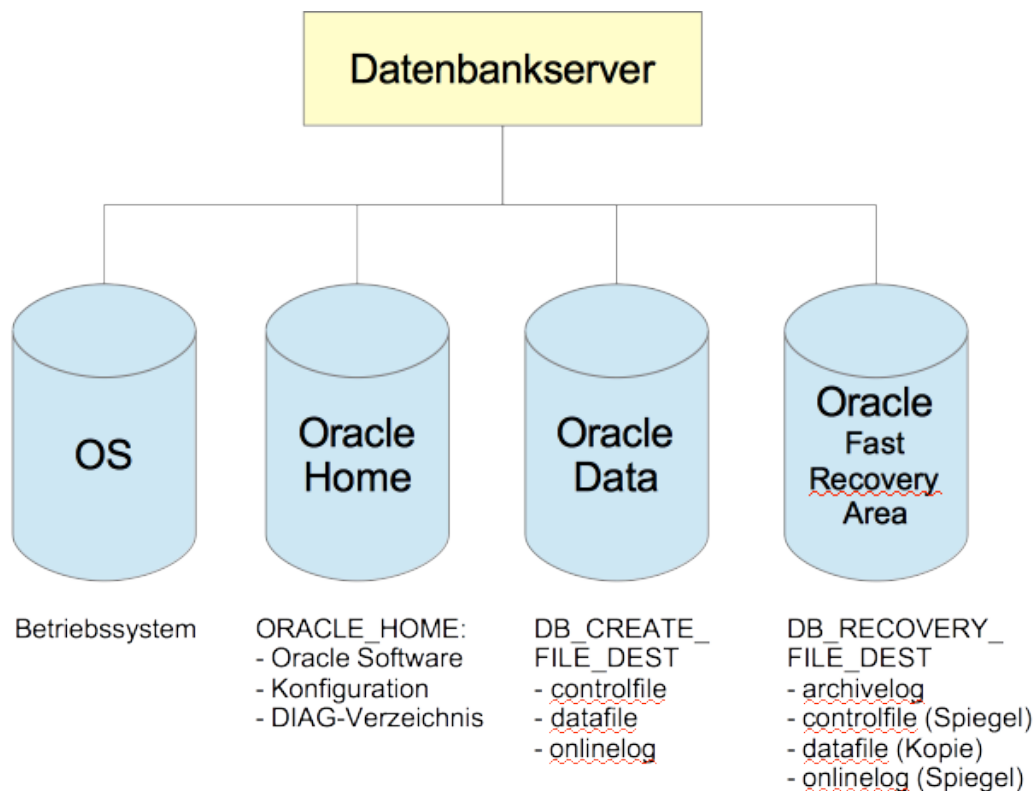 Datenbankserver
OS
Oracle
Home
Oracle
Data
Oracle
Fast
Recovery
Area
Betriebssystem
ORACLE_HOME:
- Oracle Software
- Konfiguration
- DIAG-Verzeichnis
DB_CREATE_
FILE_DEST
- controlfile
- datafile
- onlinelog
DB_RECOVERY_
FILE_DEST
- archivelog
- controlfile (Spiegel)
- datafile (Kopie)
- onlinelog (Spiegel)